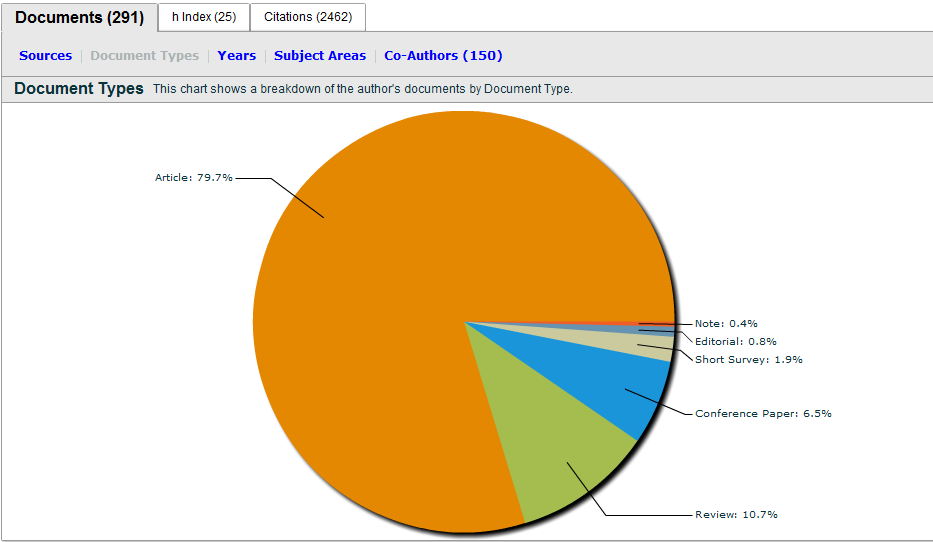 Documents (291) h Index (25) Citations (2462)
Sources Document Types Years Subject Areas Co-Authors (150)
Document Types This chart shows a breakdown of the author's documents by Document Type.
Article: 79.7%
Note: 0.4%
Editorial: 0.8%
Short Survey: 1.9%
Conference Paper: 6.5%
Review: 10.7%